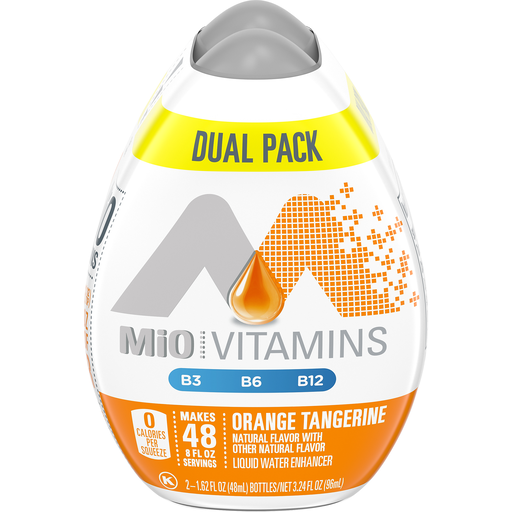 DUAL PACK
MiO VITAMINS
B3 B6 B12
0
CALORIES
PER
SQUEEZE
MAKES
48
8 FL OZ
SERVINGS
ORANGE TANGERINE
NATURAL FLAVOR WITH
OTHER NATURAL FLAVOR
LIQUID WATER ENHANCER
K
2–1.62 FL OZ (48mL) BOTTLES/NET 3.24 FL OZ (96mL)